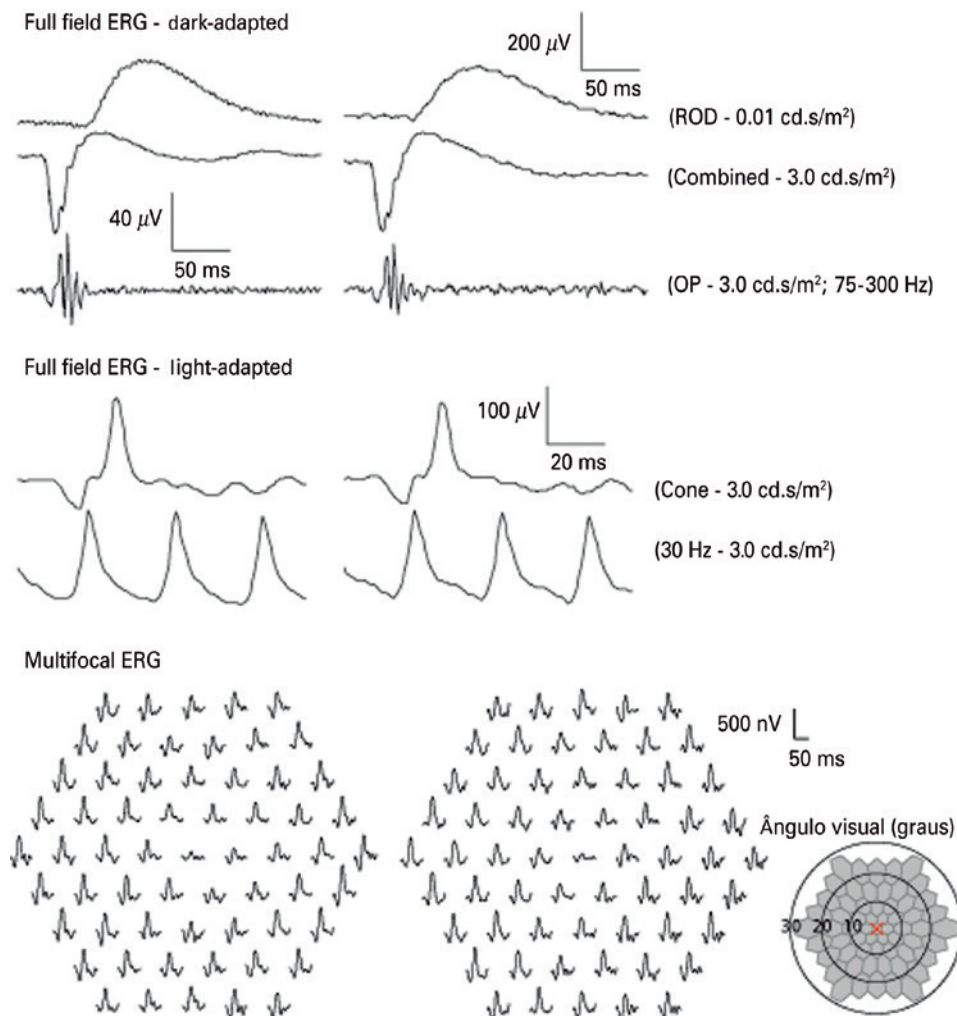 Full field ERG - dark-adapted
200 µV
50 ms
(ROD - 0.01 cd.s/m²)
(Combined - 3.0 cd.s/m²)
40 µV
50 ms
(OP - 3.0 cd.s/m²; 75-300 Hz)
Full field ERG - light-adapted
100 µV
20 ms
(Cone - 3.0 cd.s/m²)
(30 Hz - 3.0 cd.s/m²)
Multifocal ERG
500 nV
50 ms
Ângulo visual (graus)
30 20 10